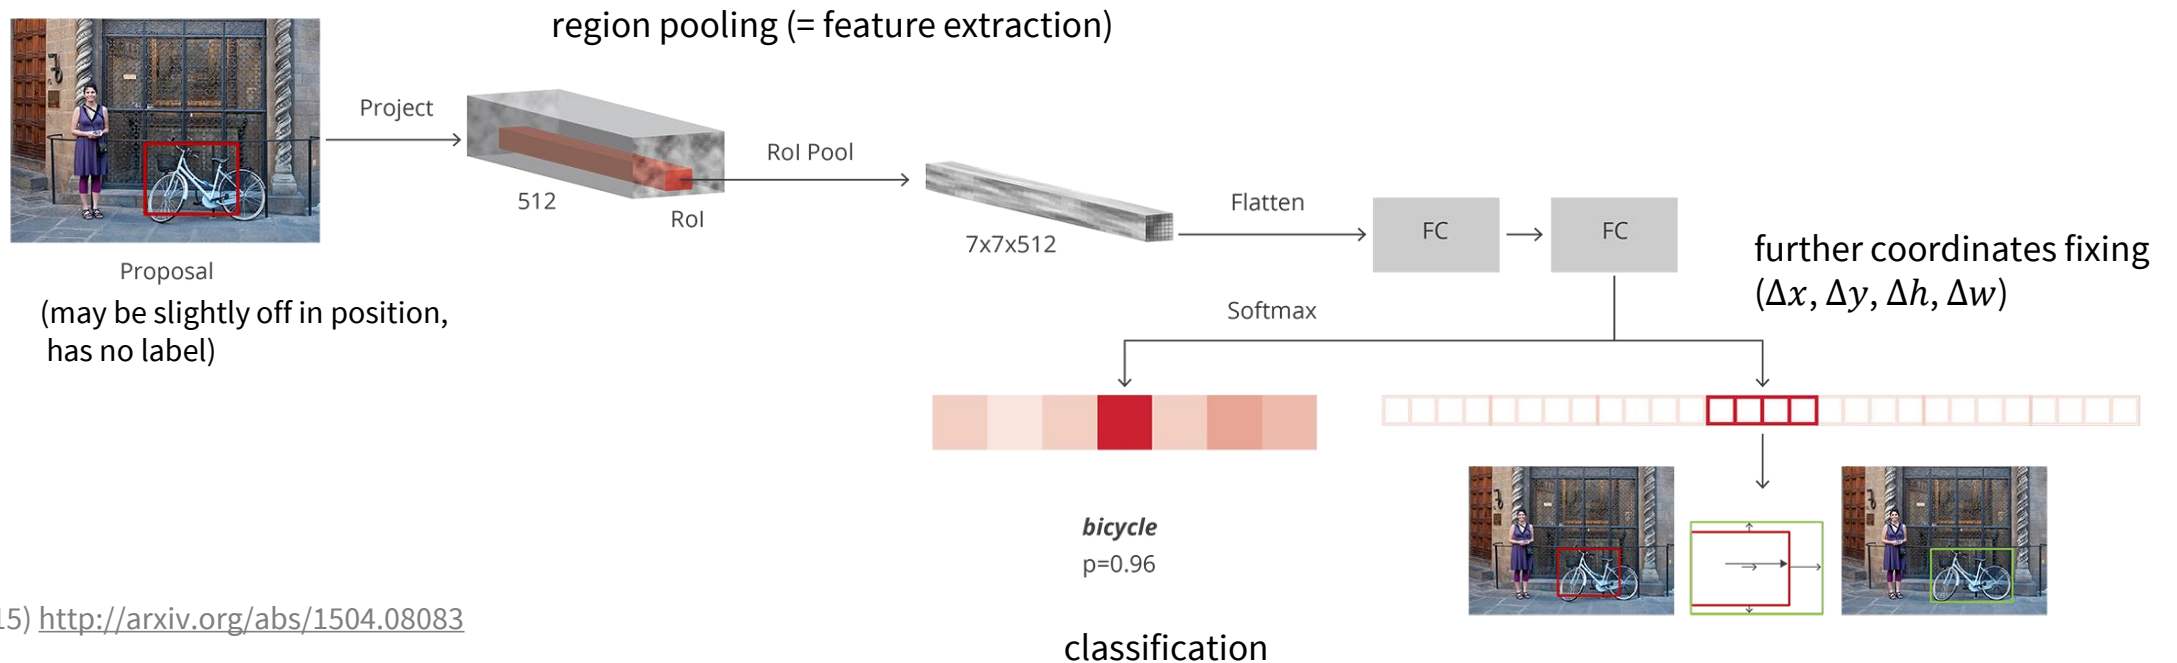 region pooling (= feature extraction)
Project
RoI Pool
512
RoI
7x7x512
Flatten
FC
FC
Proposal
(may be slightly off in position,
has no label)
further coordinates fixing
(Δx, Δy, Δh, Δw)
Softmax
bicycle
p=0.96
15) http://arxiv.org/abs/1504.08083
classification